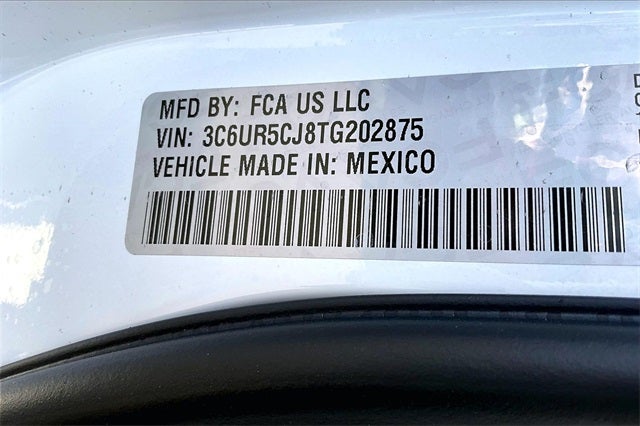 MFD BY: FCA US LLC
VIN: 3C6UR5CJ8TG202875
VEHICLE MADE IN: MEXICO